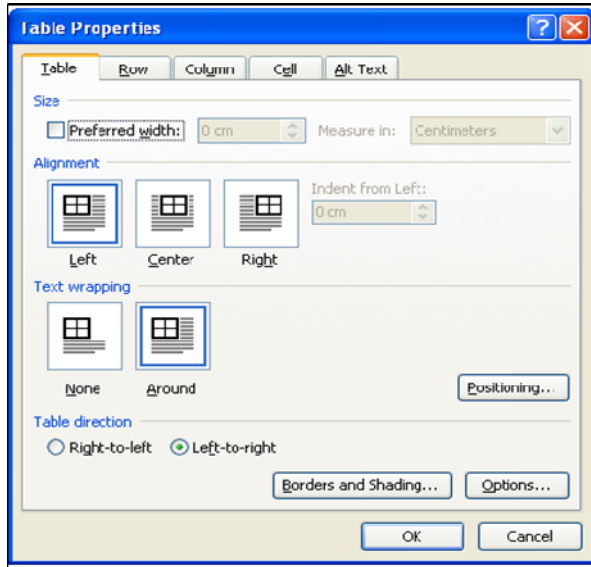 Table Properties
Table Row Column Cell Alt Text
Size
Preferred width: 0 cm Measure in: Centimeters
Alignment
Indent from Left:
0 cm
Left Center Right
Text wrapping
None Around
Positioning...
Table direction
Right-to-left Left-to-right
Borders and Shading... Options...
OK Cancel